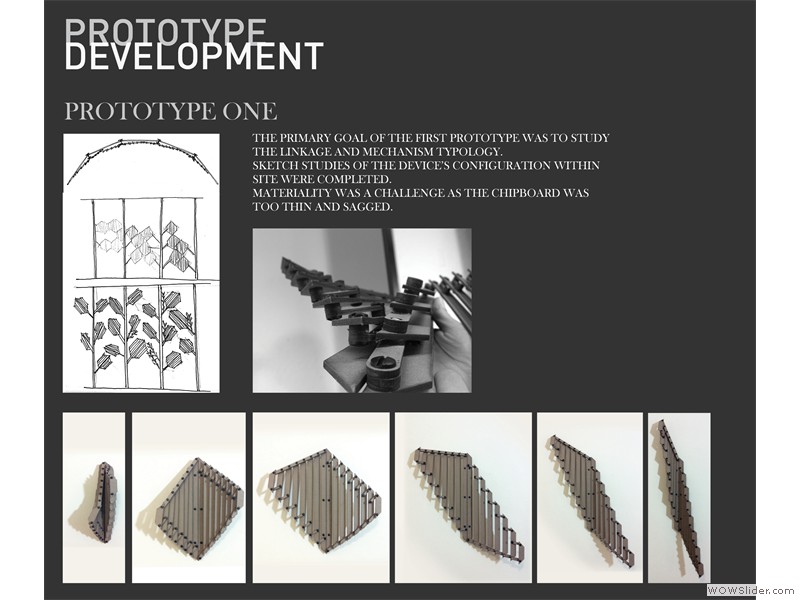 PROTOTYPE
DEVELOPMENT
PROTOTYPE ONE
THE PRIMARY GOAL OF THE FIRST PROTOTYPE WAS TO STUDY
THE LINKAGE AND MECHANISM TYPOLOGY.
SKETCH STUDIES OF THE DEVICE'S CONFIGURATION WITHIN
SITE WERE COMPLETED.
MATERIALITY WAS A CHALLENGE AS THE CHIPBOARD WAS
TOO THIN AND SAGGED.
WOWSlider.com